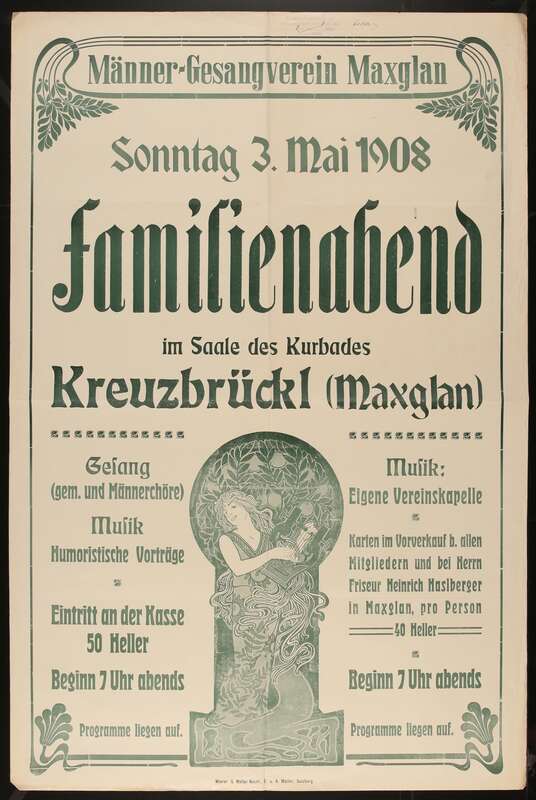 Männer-Gesangverein Maxglan
Sonntag 3. Mai 1908
Familienabend
im Saale des Kurbades
Kreuzbrückl (Maxglan)
Gesang
(gem. und Männerchöre)
Musik
Humoristische Vorträge
Eintritt an der Kasse
50 Heller
Beginn 7 Uhr abends
Programme liegen auf.
Musik:
Eigene Vereinskapelle
Karten im Vorverkauf b. allen
Mitgliedern und bei Herrn
Friseur Heinrich Haslberger
in Maxglan, pro Person
40 Heller
Beginn 7 Uhr abends
Programme liegen auf.